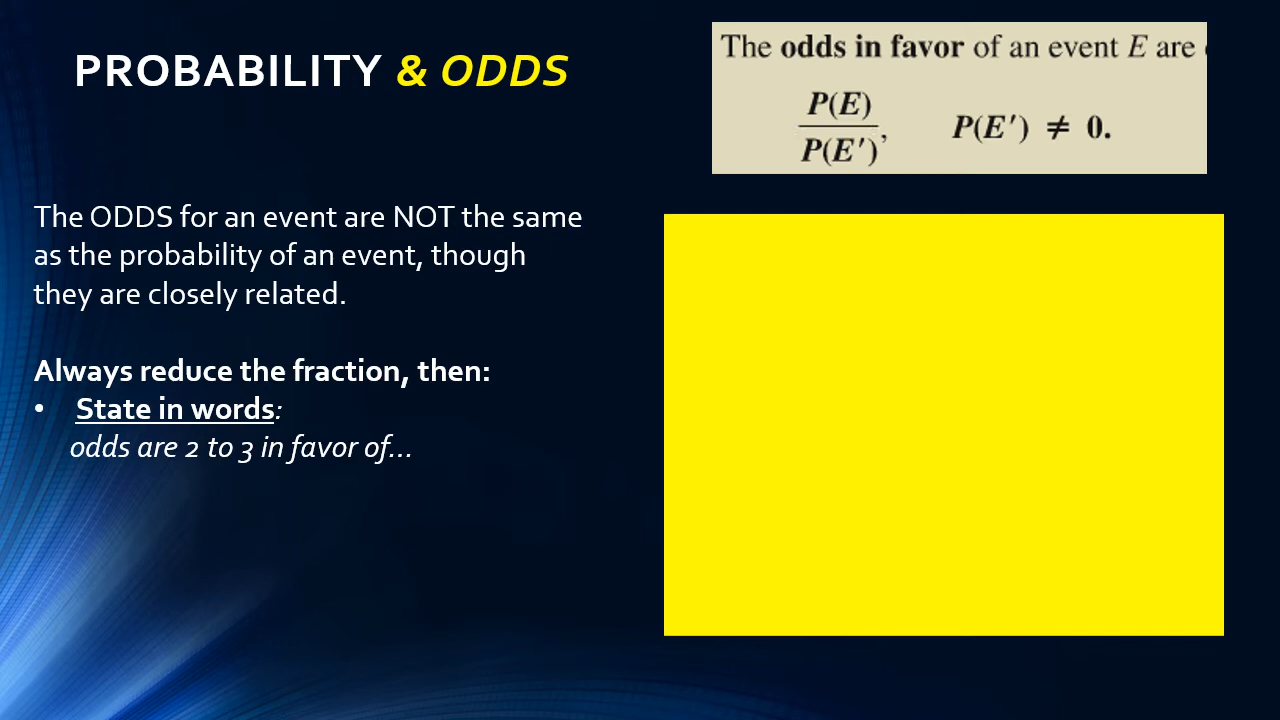 PROBABILITY & ODDS
The odds in favor of an event E are
P(E)
P(E′), P(E′) ≠ 0.
The ODDS for an event are NOT the same
as the probability of an event, though
they are closely related.
Always reduce the fraction, then:
• State in words:
odds are 2 to 3 in favor of...